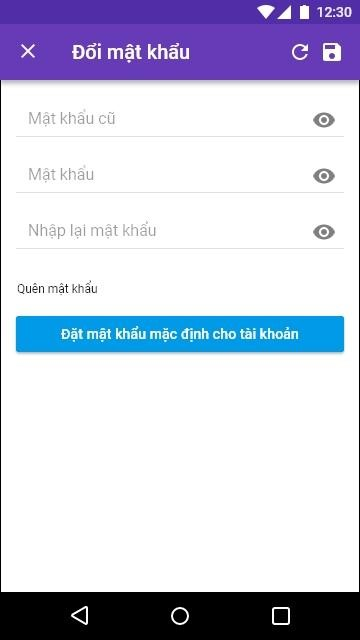 12:30
Đổi mật khẩu
Mật khẩu cũ
Mật khẩu
Nhập lại mật khẩu
Quên mật khẩu
Đặt mật khẩu mặc định cho tài khoản